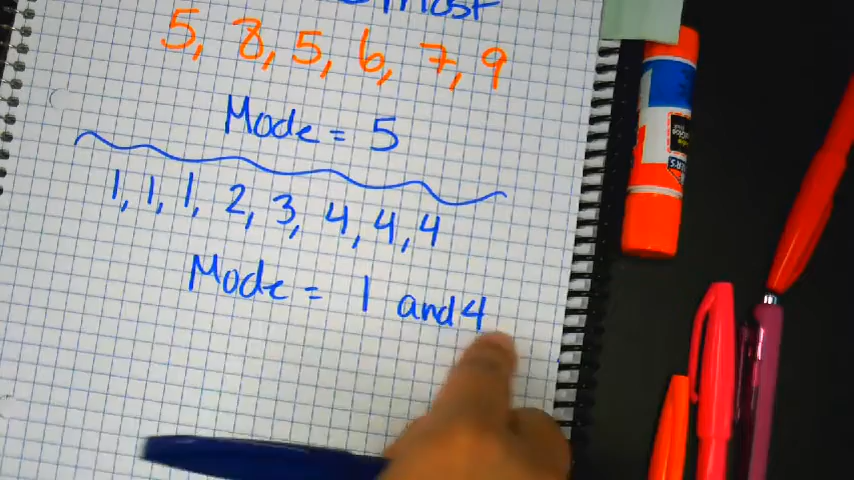 most
5, 8, 5, 6, 7, 9
Mode = 5
1, 1, 1, 2, 3, 4, 4, 4
Mode = 1 and 4